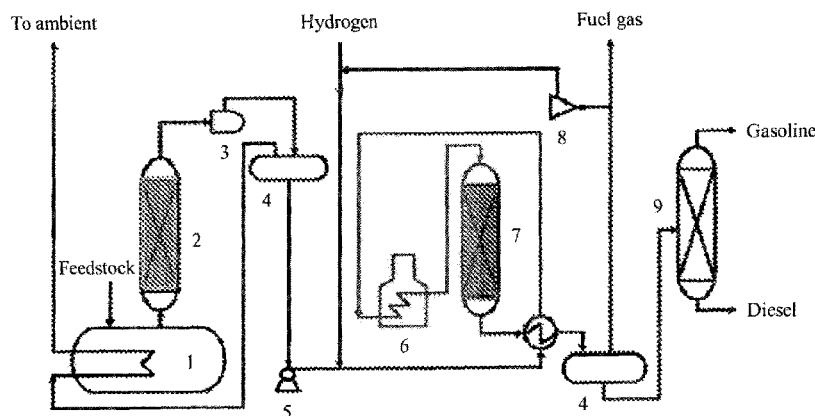 To ambient
Hydrogen
Fuel gas
3
8
Gasoline
4
2
7
9
Feedstock
6
Diesel
1
5
4